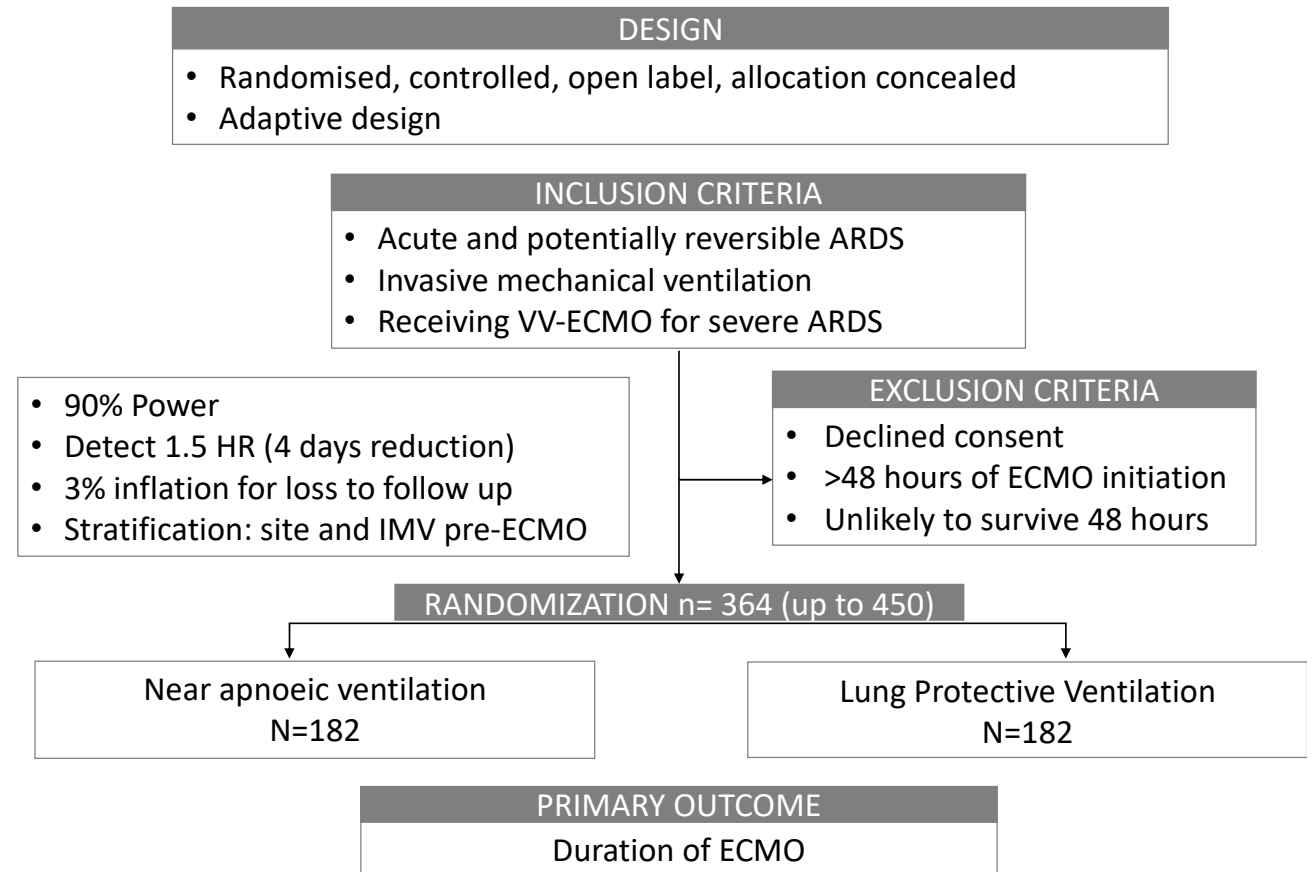 DESIGN
• Randomised, controlled, open label, allocation concealed
• Adaptive design
INCLUSION CRITERIA
• Acute and potentially reversible ARDS
• Invasive mechanical ventilation
• Receiving VV-ECMO for severe ARDS
• 90% Power
• Detect 1.5 HR (4 days reduction)
• 3% inflation for loss to follow up
• Stratification: site and IMV pre-ECMO
EXCLUSION CRITERIA
• Declined consent
• >48 hours of ECMO initiation
• Unlikely to survive 48 hours
RANDOMIZATION n= 364 (up to 450)
Near apnoeic ventilation
N=182
Lung Protective Ventilation
N=182
PRIMARY OUTCOME
Duration of ECMO